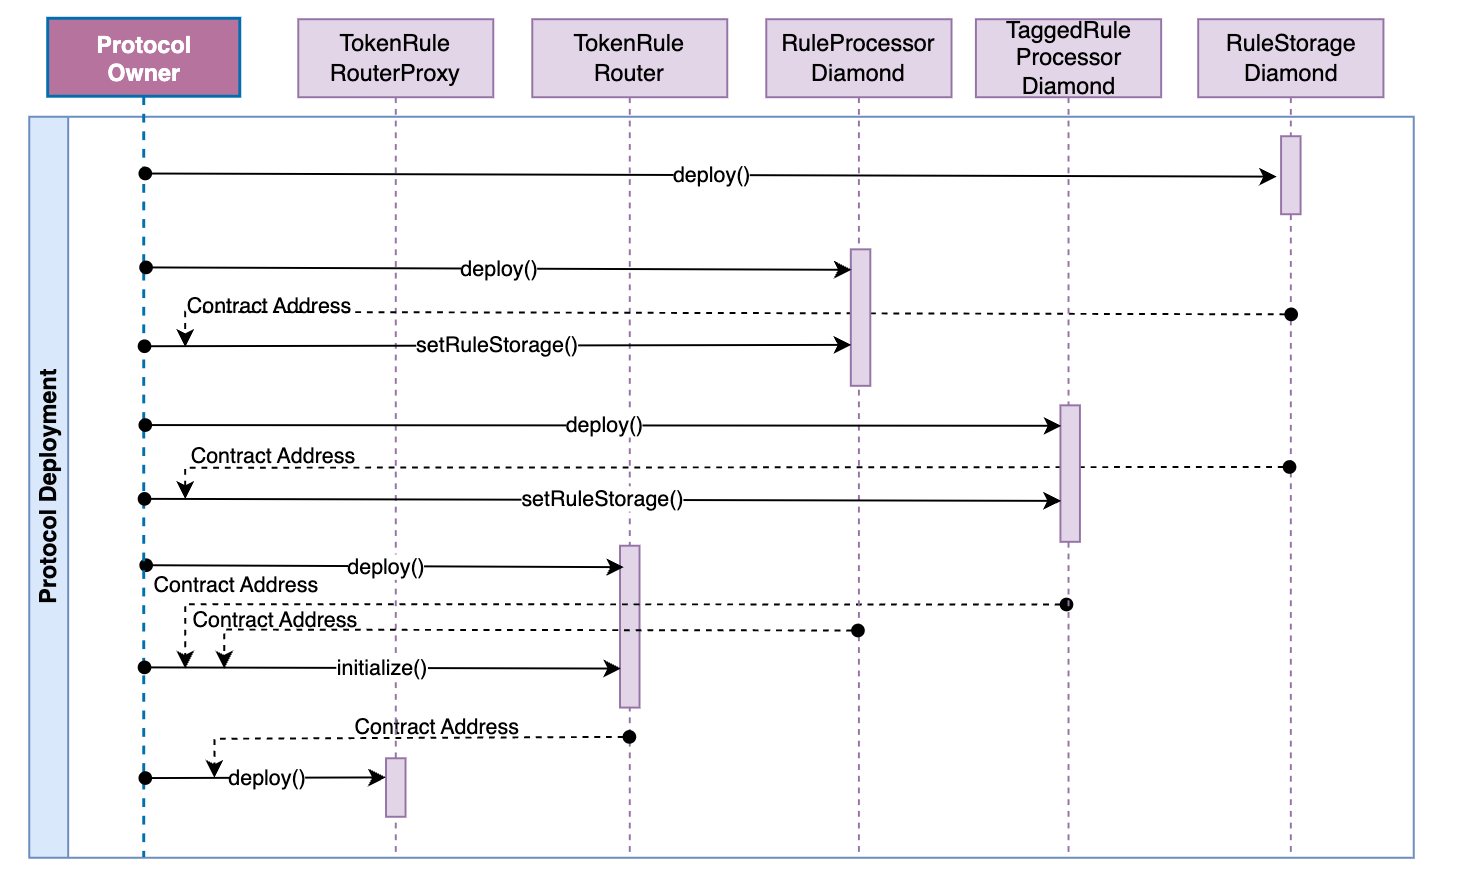 Protocol
Owner
TokenRule
RouterProxy
TokenRule
Router
RuleProcessor
Diamond
TaggedRule
Processor
Diamond
RuleStorage
Diamond
Protocol Deployment
deploy()
deploy()
Contract Address
setRuleStorage()
deploy()
Contract Address
setRuleStorage()
deploy()
Contract Address
Contract Address
initialize()
Contract Address
deploy()